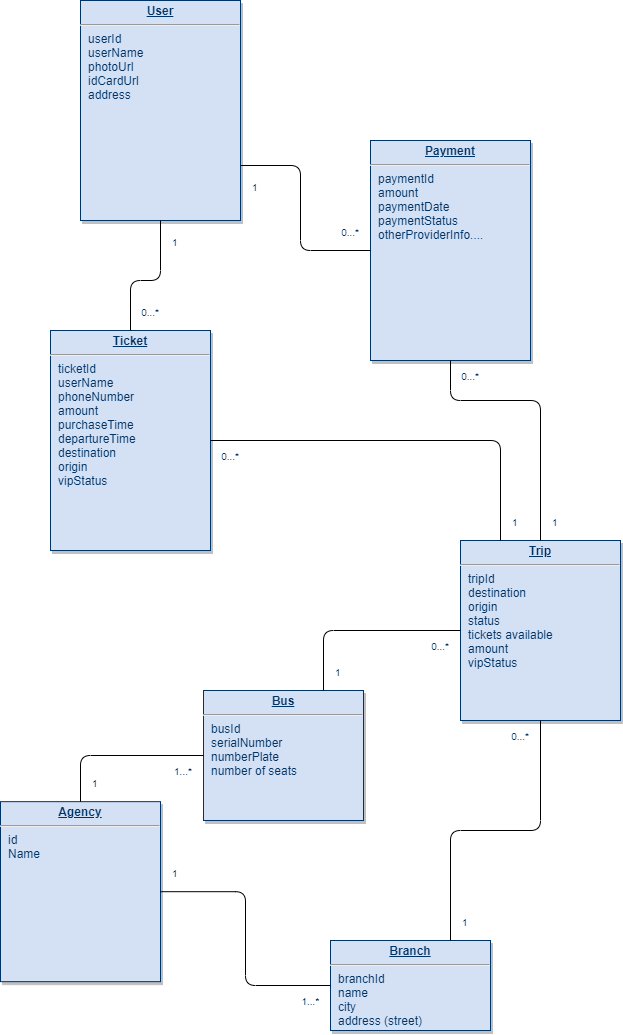 User
userId
userName
photoUrl
idCardUrl
address
Payment
paymentId
amount
paymentDate
paymentStatus
otherProviderInfo....
1
0...*
1
0...*
Ticket
ticketId
userName
phoneNumber
amount
purchaseTime
departureTime
destination
origin
vipStatus
0...*
0...*
1
1
Trip
tripId
destination
origin
status
tickets available
amount
vipStatus
0...*
1
Bus
busId
serialNumber
numberPlate
number of seats
0...*
1...*
1
Agency
id
Name
1
1
Branch
branchId
name
city
address (street)
1...*